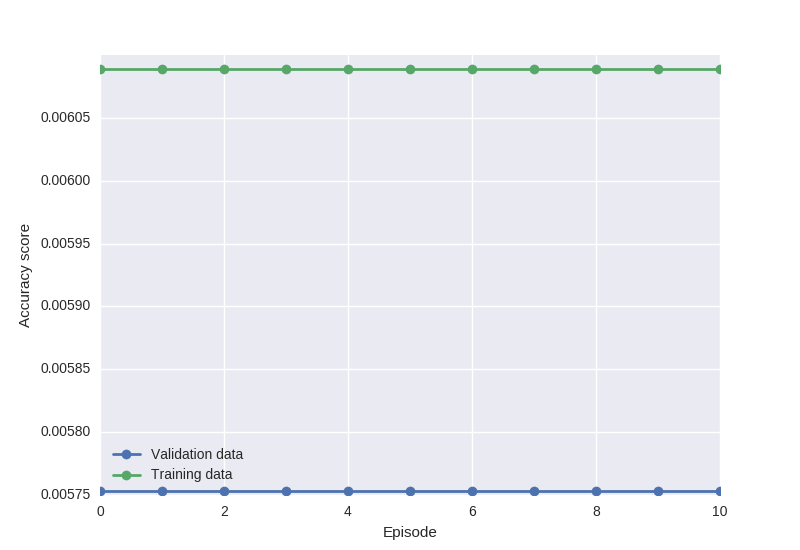 0.00605
0.00600
0.00595
0.00590
0.00585
0.00580
0.00575
Accuracy score
Validation data
Training data
0 2 4 6 8 10
Episode